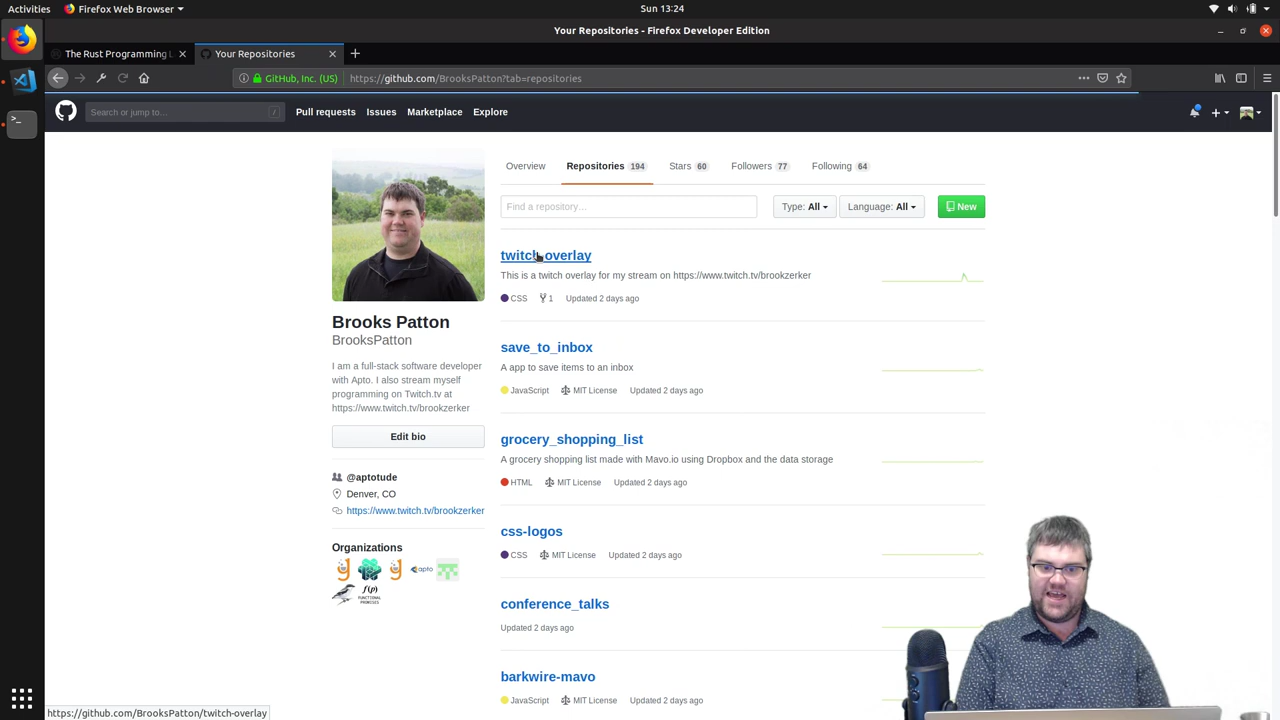 Activities
Firefox Web Browser
Sun 13:24
Your Repositories - Firefox Developer Edition
The Rust Programming L
Your Repositories
GitHub, Inc. (US)
https://github.com/BrooksPatton?tab=repositories
Search or jump to...
/
Pull requests
Issues
Marketplace
Explore
Overview
Repositories 194
Stars 60
Followers 77
Following 64
Find a repository…
Type: All
Language: All
New
twitch-overlay
This is a twitch overlay for my stream on https://www.twitch.tv/brookzerker
CSS 1 Updated 2 days ago
Brooks Patton
BrooksPatton
I am a full-stack software developer
with Apto. I also stream myself
programming on Twitch.tv at
https://www.twitch.tv/brookzerker
Edit bio
@aptotude
Denver, CO
https://www.twitch.tv/brookzerker
Organizations
apto
f(p)
FUNCTIONAL
PROMISES
save_to_inbox
A app to save items to an inbox
JavaScript MIT License Updated 2 days ago
grocery_shopping_list
A grocery shopping list made with Mavo.io using Dropbox and the data storage
HTML MIT License Updated 2 days ago
css-logos
CSS MIT License Updated 2 days ago
conference_talks
Updated 2 days ago
barkwire-mavo
JavaScript MIT License Updated 2 days ago
https://github.com/BrooksPatton/twitch-overlay